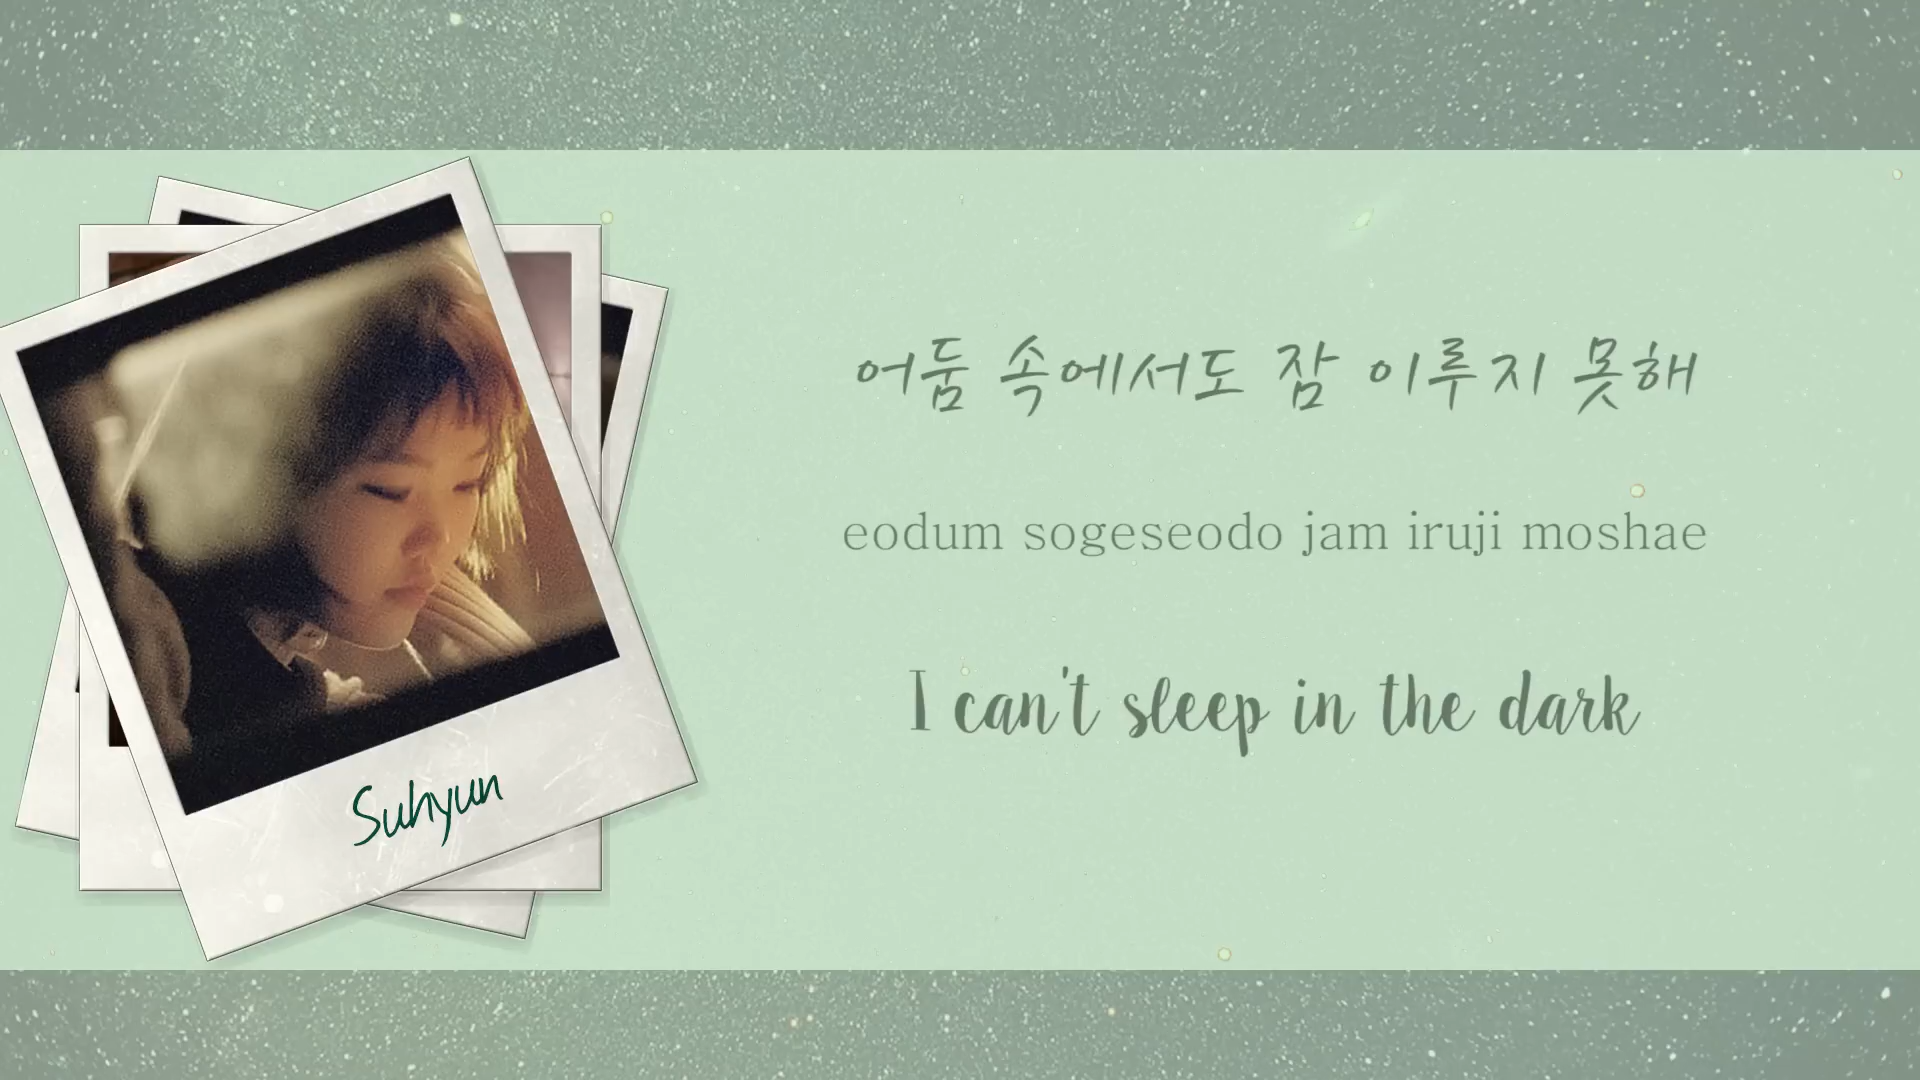 어둠 속에서도 잠 이루지 못해
eodum sogeseodo jam iruji moshae
I can't sleep in the dark
Suhyun